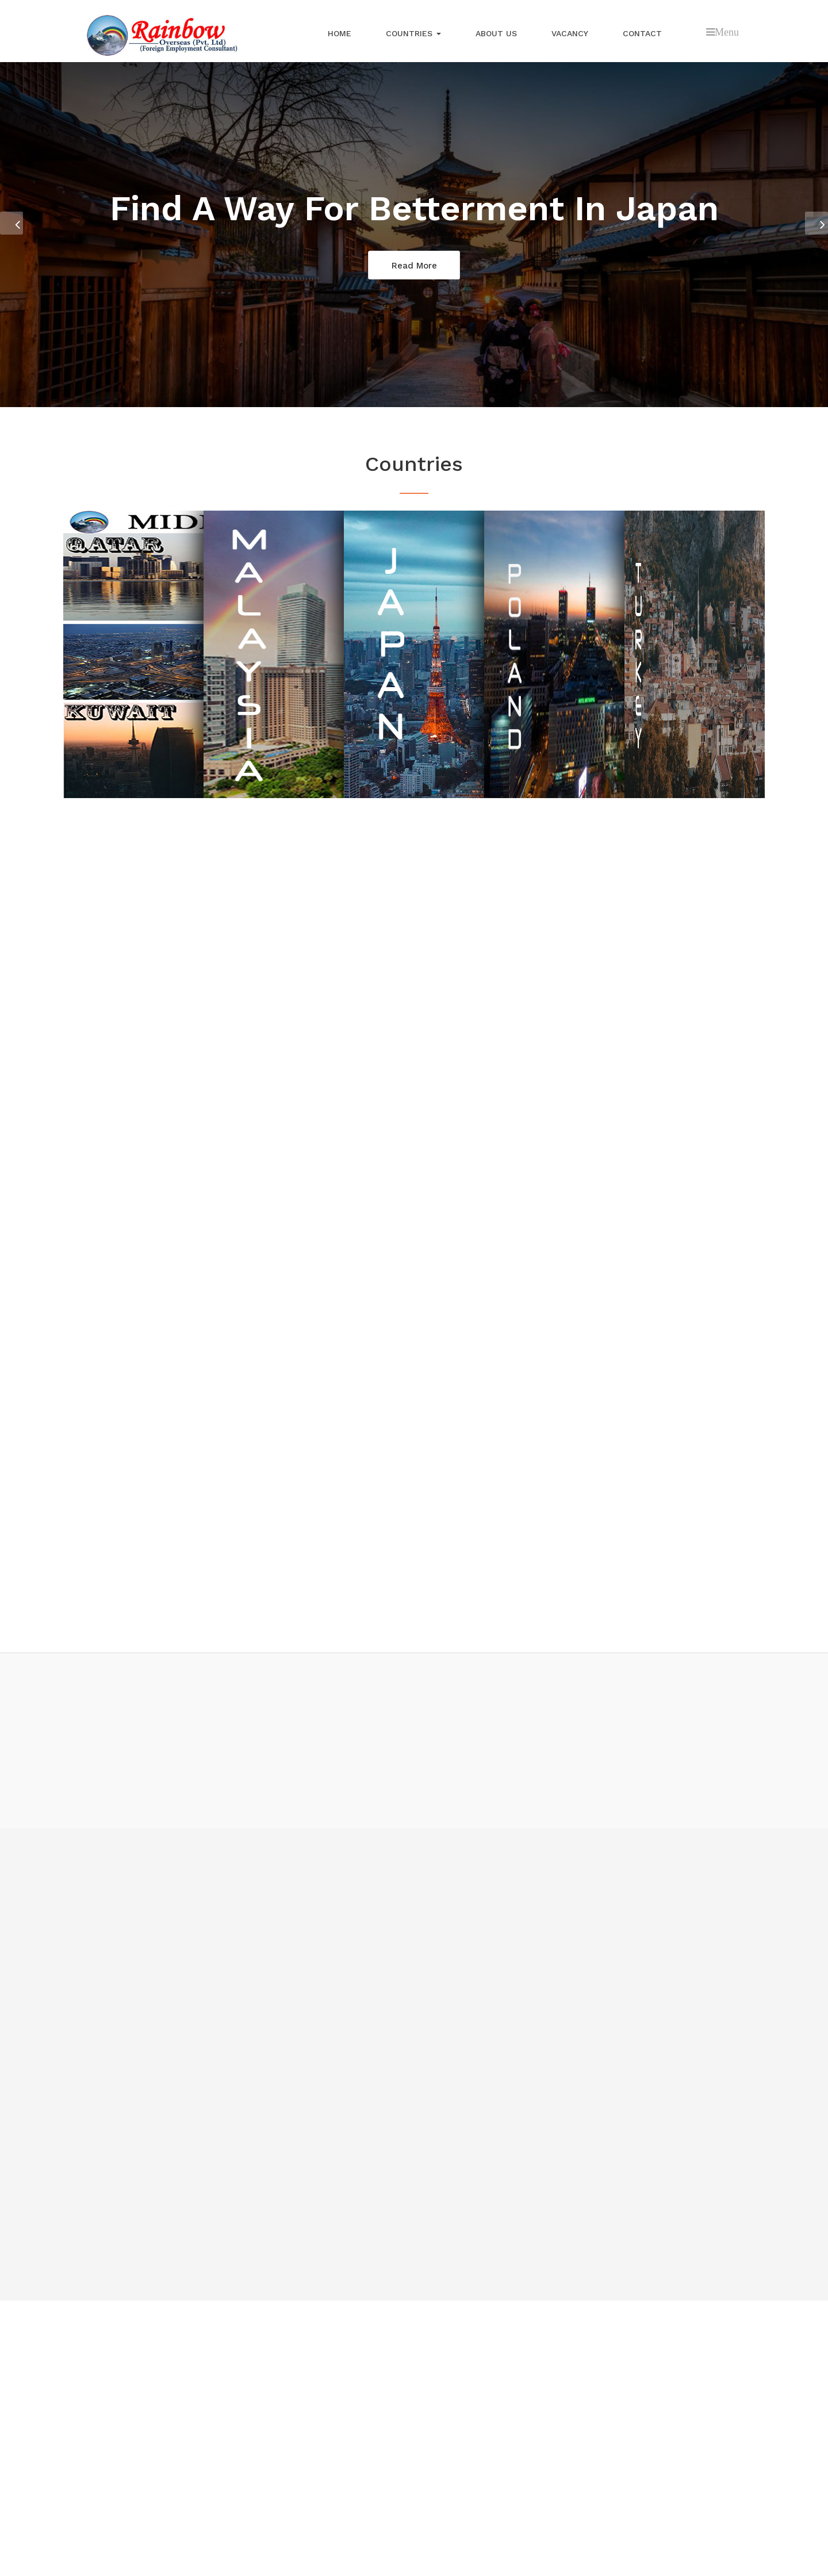 Rainbow
Overseas (Pvt. Ltd)
(Foreign Employment Consultant)
HOME
COUNTRIES
ABOUT US
VACANCY
CONTACT
Menu
Find A Way For Betterment In Japan
Read More
Countries
QATAR
KUWAIT
MALAYSIA
JAPAN
POLAND
TURKEY